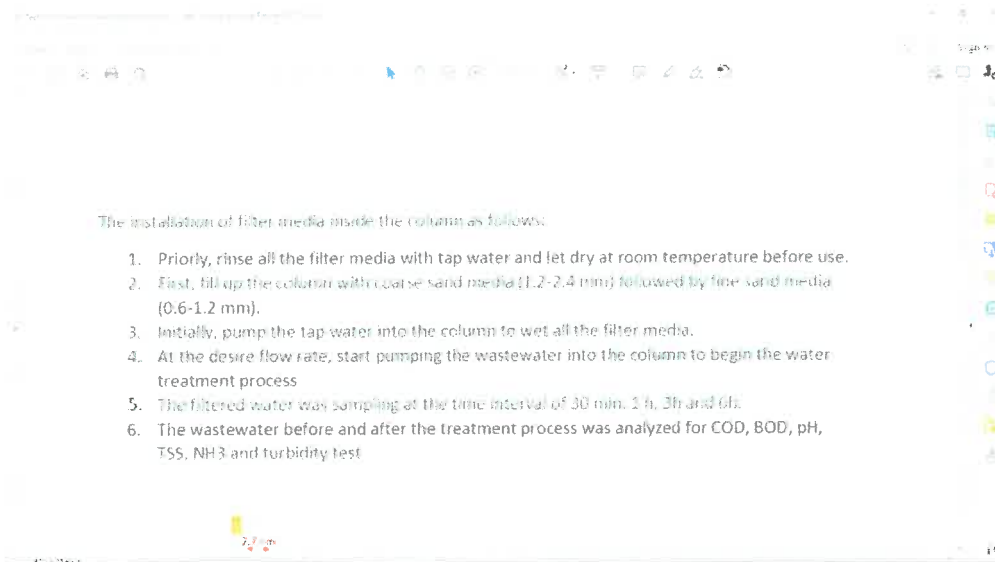 The installation of filter media inside the column as follows:
1. Priorly, rinse all the filter media with tap water and let dry at room temperature before use.
2. First, fill up the column with coarse sand media (1.2-2.4 mm) followed by fine sand media
(0.6-1.2 mm).
3. Initially, pump the tap water into the column to wet all the filter media.
4. At the desire flow rate, start pumping the wastewater into the column to begin the water
treatment process
5. The filtered water was sampling at the time interval of 30 min, 1 h, 3h and 6h.
6. The wastewater before and after the treatment process was analyzed for COD, BOD, pH,
TSS, NH3 and turbidity test